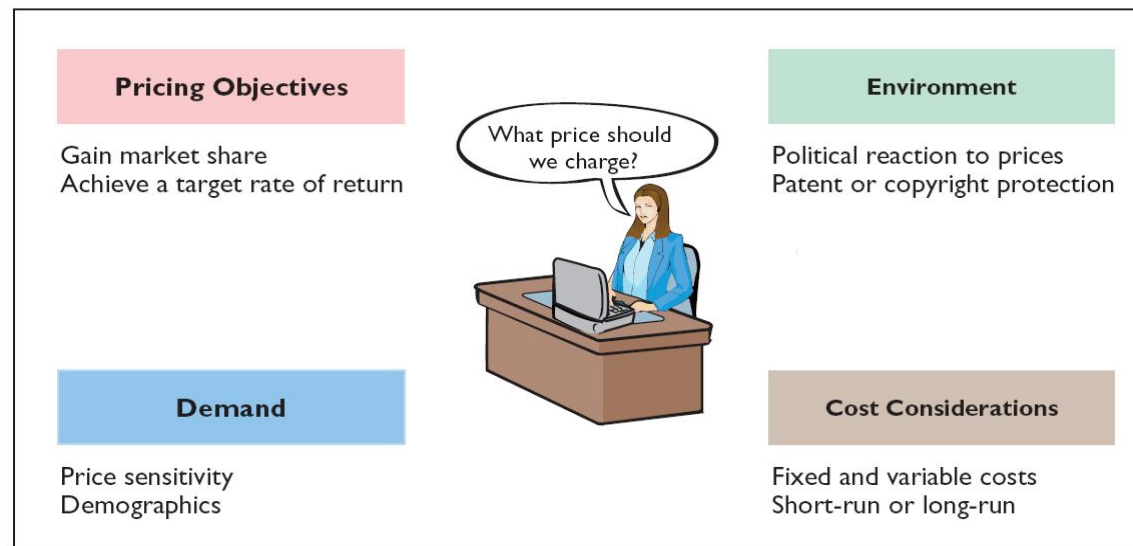 Pricing Objectives
Gain market share
Achieve a target rate of return
What price should
we charge?
Environment
Political reaction to prices
Patent or copyright protection
Demand
Price sensitivity
Demographics
Cost Considerations
Fixed and variable costs
Short-run or long-run